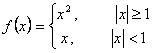 f(x) = { x², |x| ≥ 1
x, |x| < 1